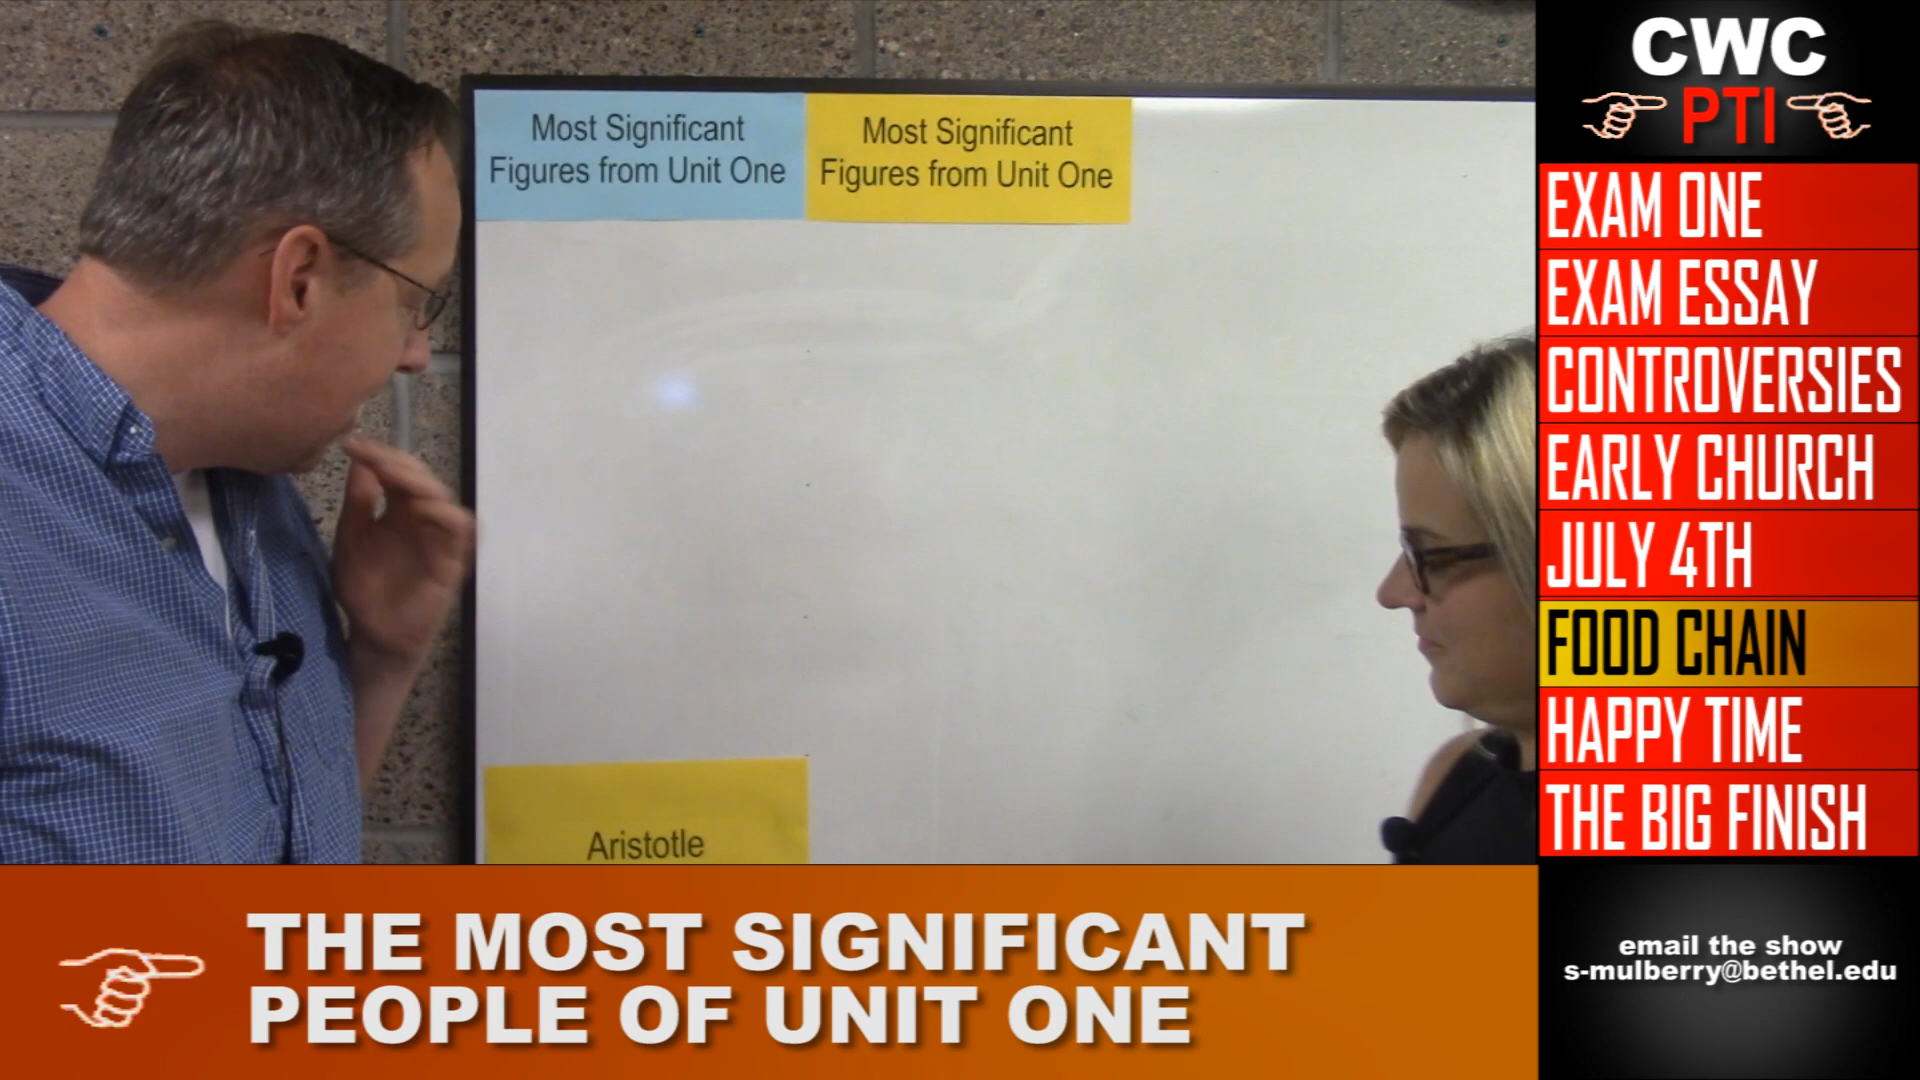 Most Significant
Figures from Unit One
Most Significant
Figures from Unit One
Aristotle
CWC
PTI
EXAM ONE
EXAM ESSAY
CONTROVERSIES
EARLY CHURCH
JULY 4TH
FOOD CHAIN
HAPPY TIME
THE BIG FINISH
THE MOST SIGNIFICANT
PEOPLE OF UNIT ONE
email the show
s-mulberry@bethel.edu